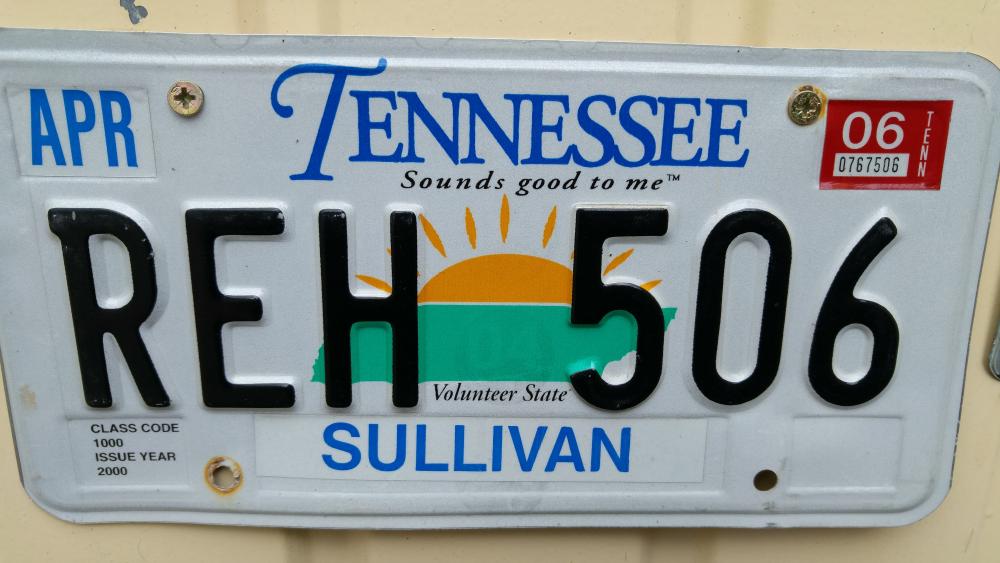 APR
TENNESSEE
06
TENN
0767506
Sounds good to me™
REH 506
Volunteer State
CLASS CODE
1000
ISSUE YEAR
2000
SULLIVAN